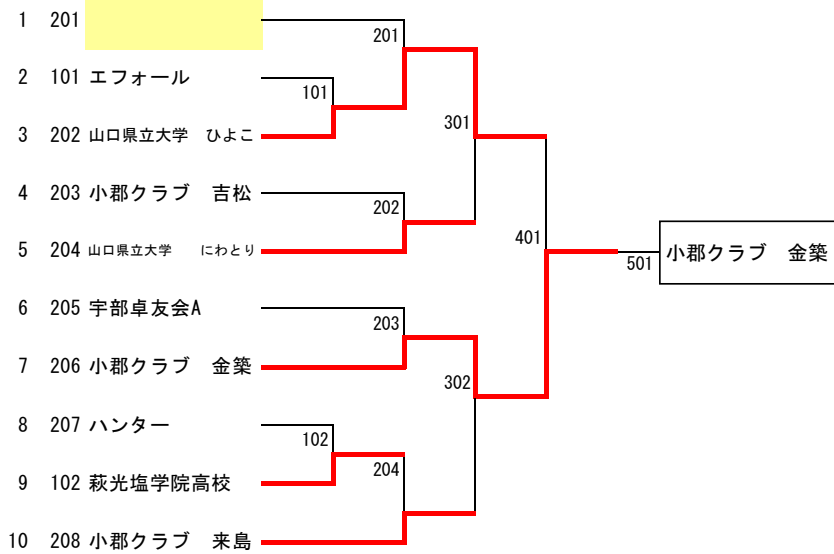 1 201
201
2 101 エフォール
101
3 202 山口県立大学 ひよこ
301
4 203 小郡クラブ 吉松
202
5 204 山口県立大学 にわとり
401
501
小郡クラブ 金築
6 205 宇部卓友会A
203
7 206 小郡クラブ 金築
302
8 207 ハンター
102
9 102 萩光塩学院高校
204
10 208 小郡クラブ 来島